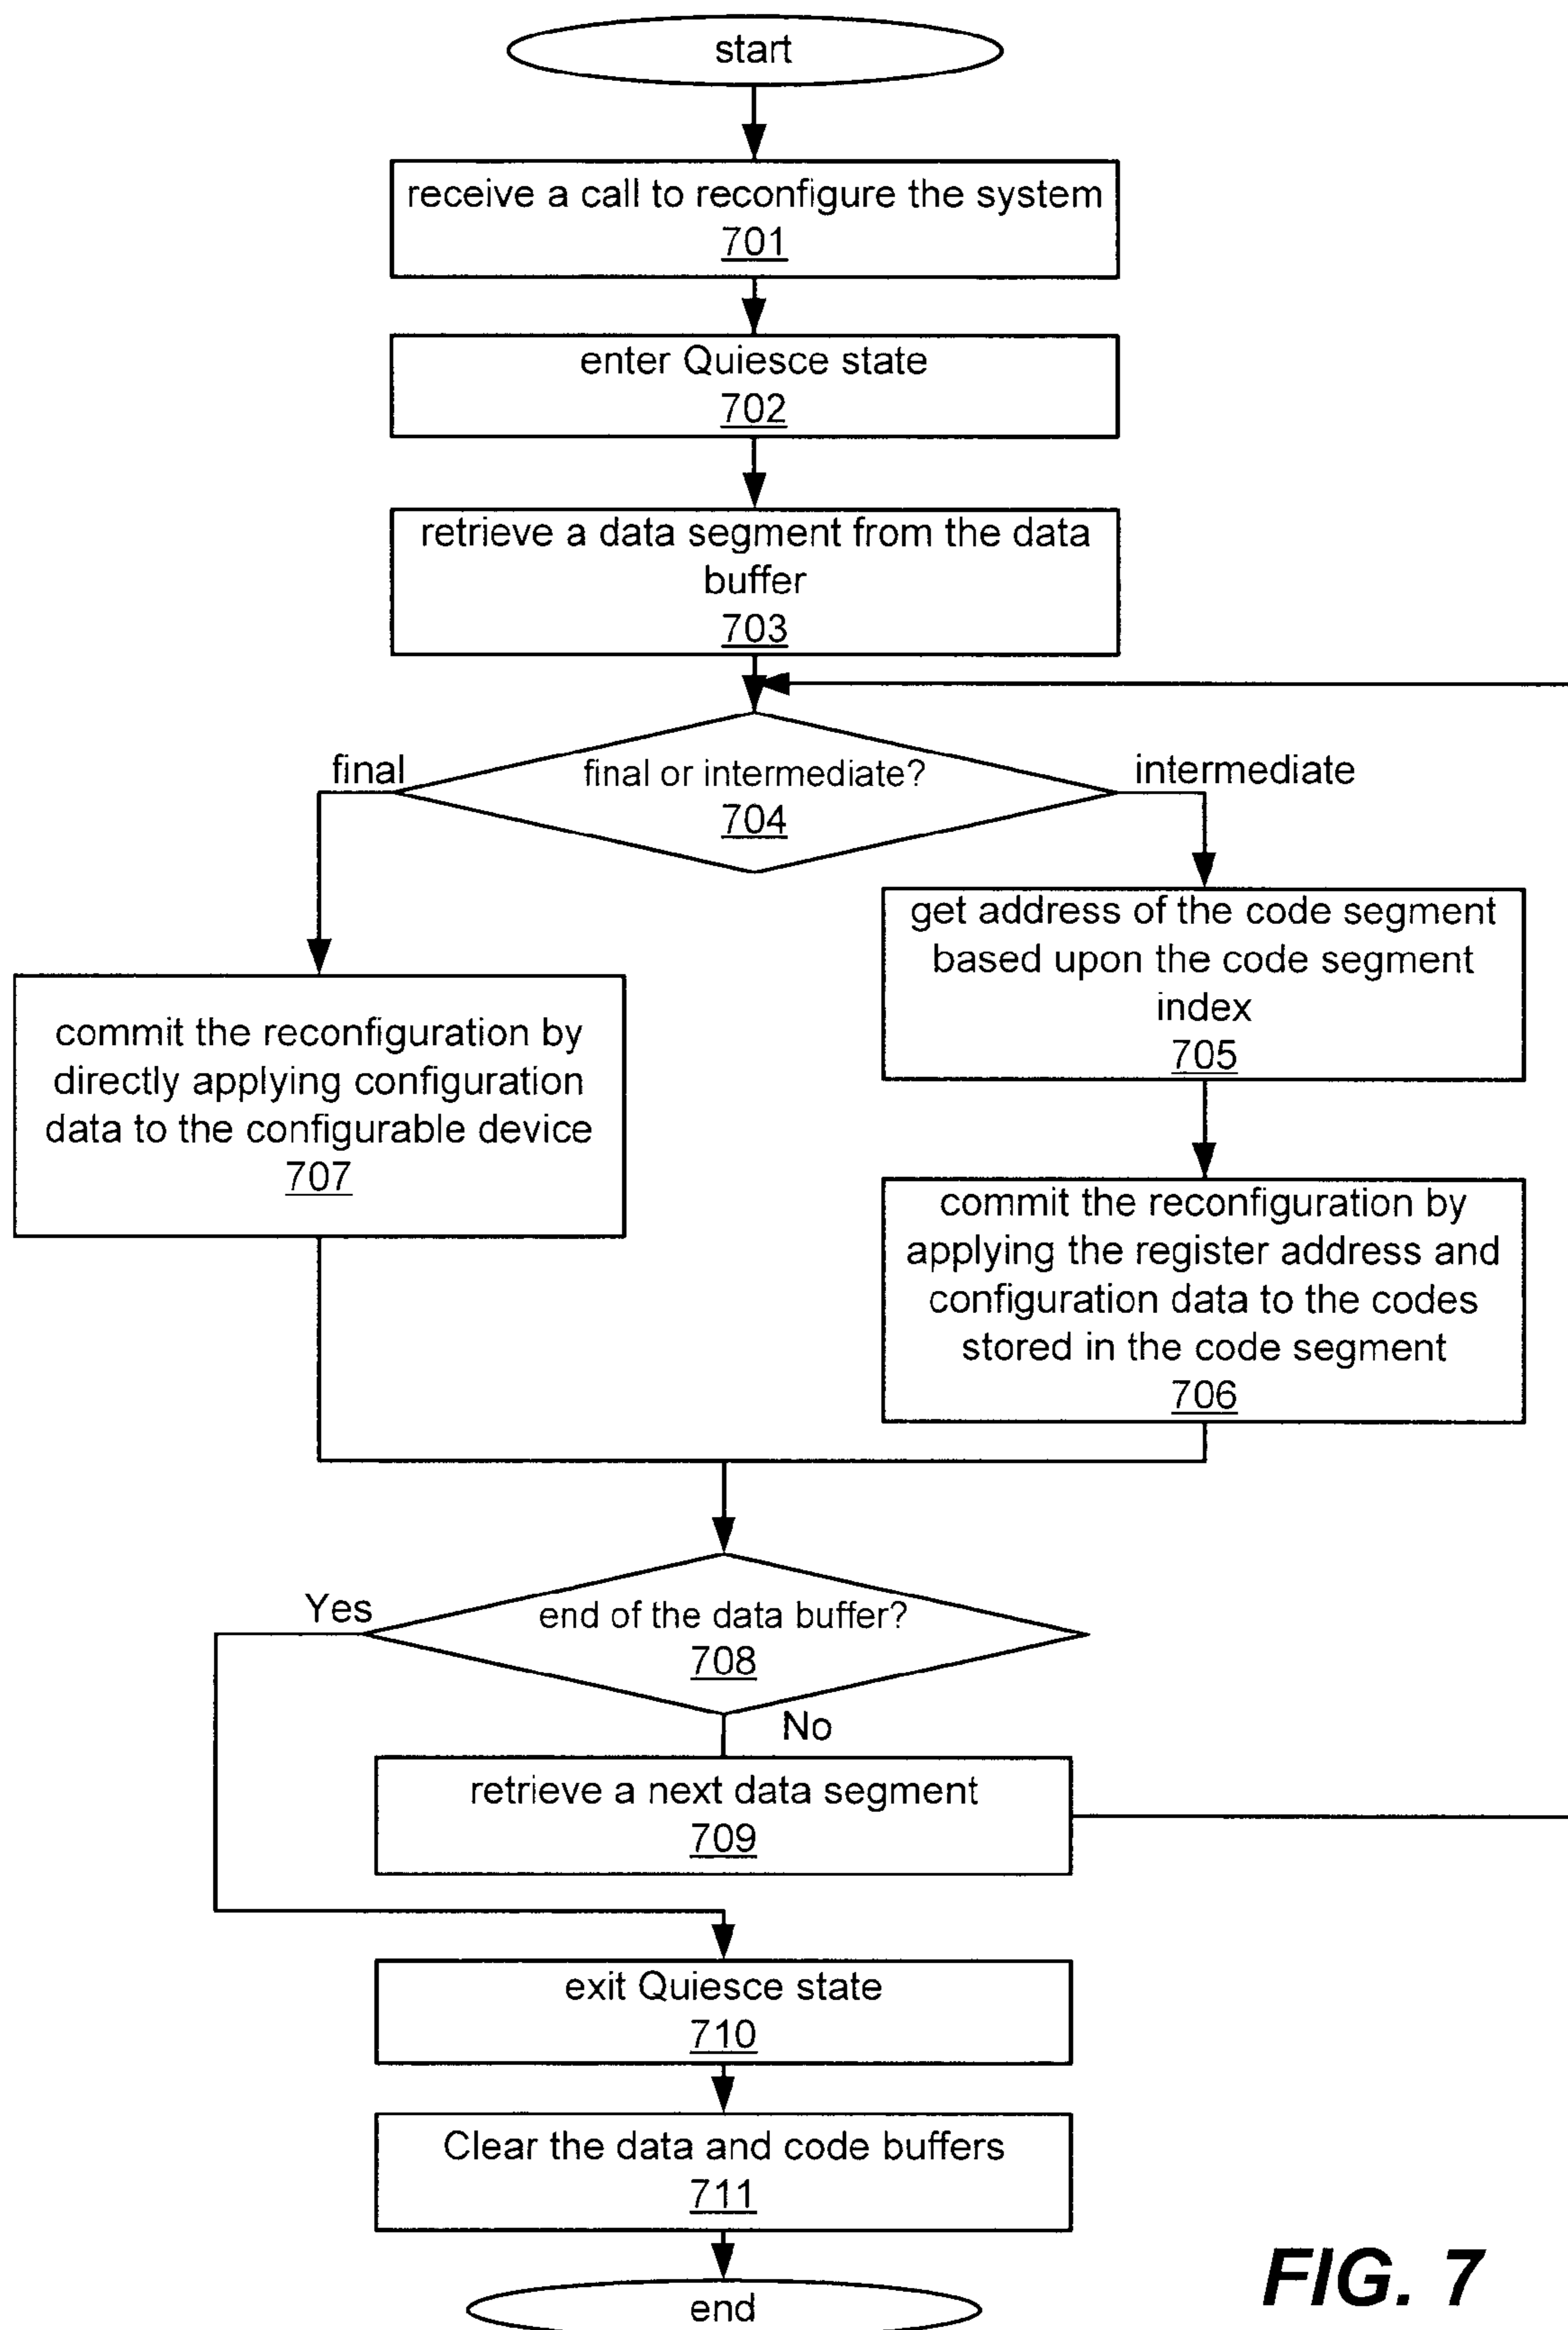 start
receive a call to reconfigure the system
701
enter Quiesce state
702
retrieve a data segment from the data
buffer
703
final
final or intermediate?
704
intermediate
get address of the code segment
based upon the code segment
index
705
commit the reconfiguration by
directly applying configuration
data to the configurable device
707
commit the reconfiguration by
applying the register address and
configuration data to the codes
stored in the code segment
706
Yes
end of the data buffer?
708
No
retrieve a next data segment
709
exit Quiesce state
710
Clear the data and code buffers
711
end
FIG. 7